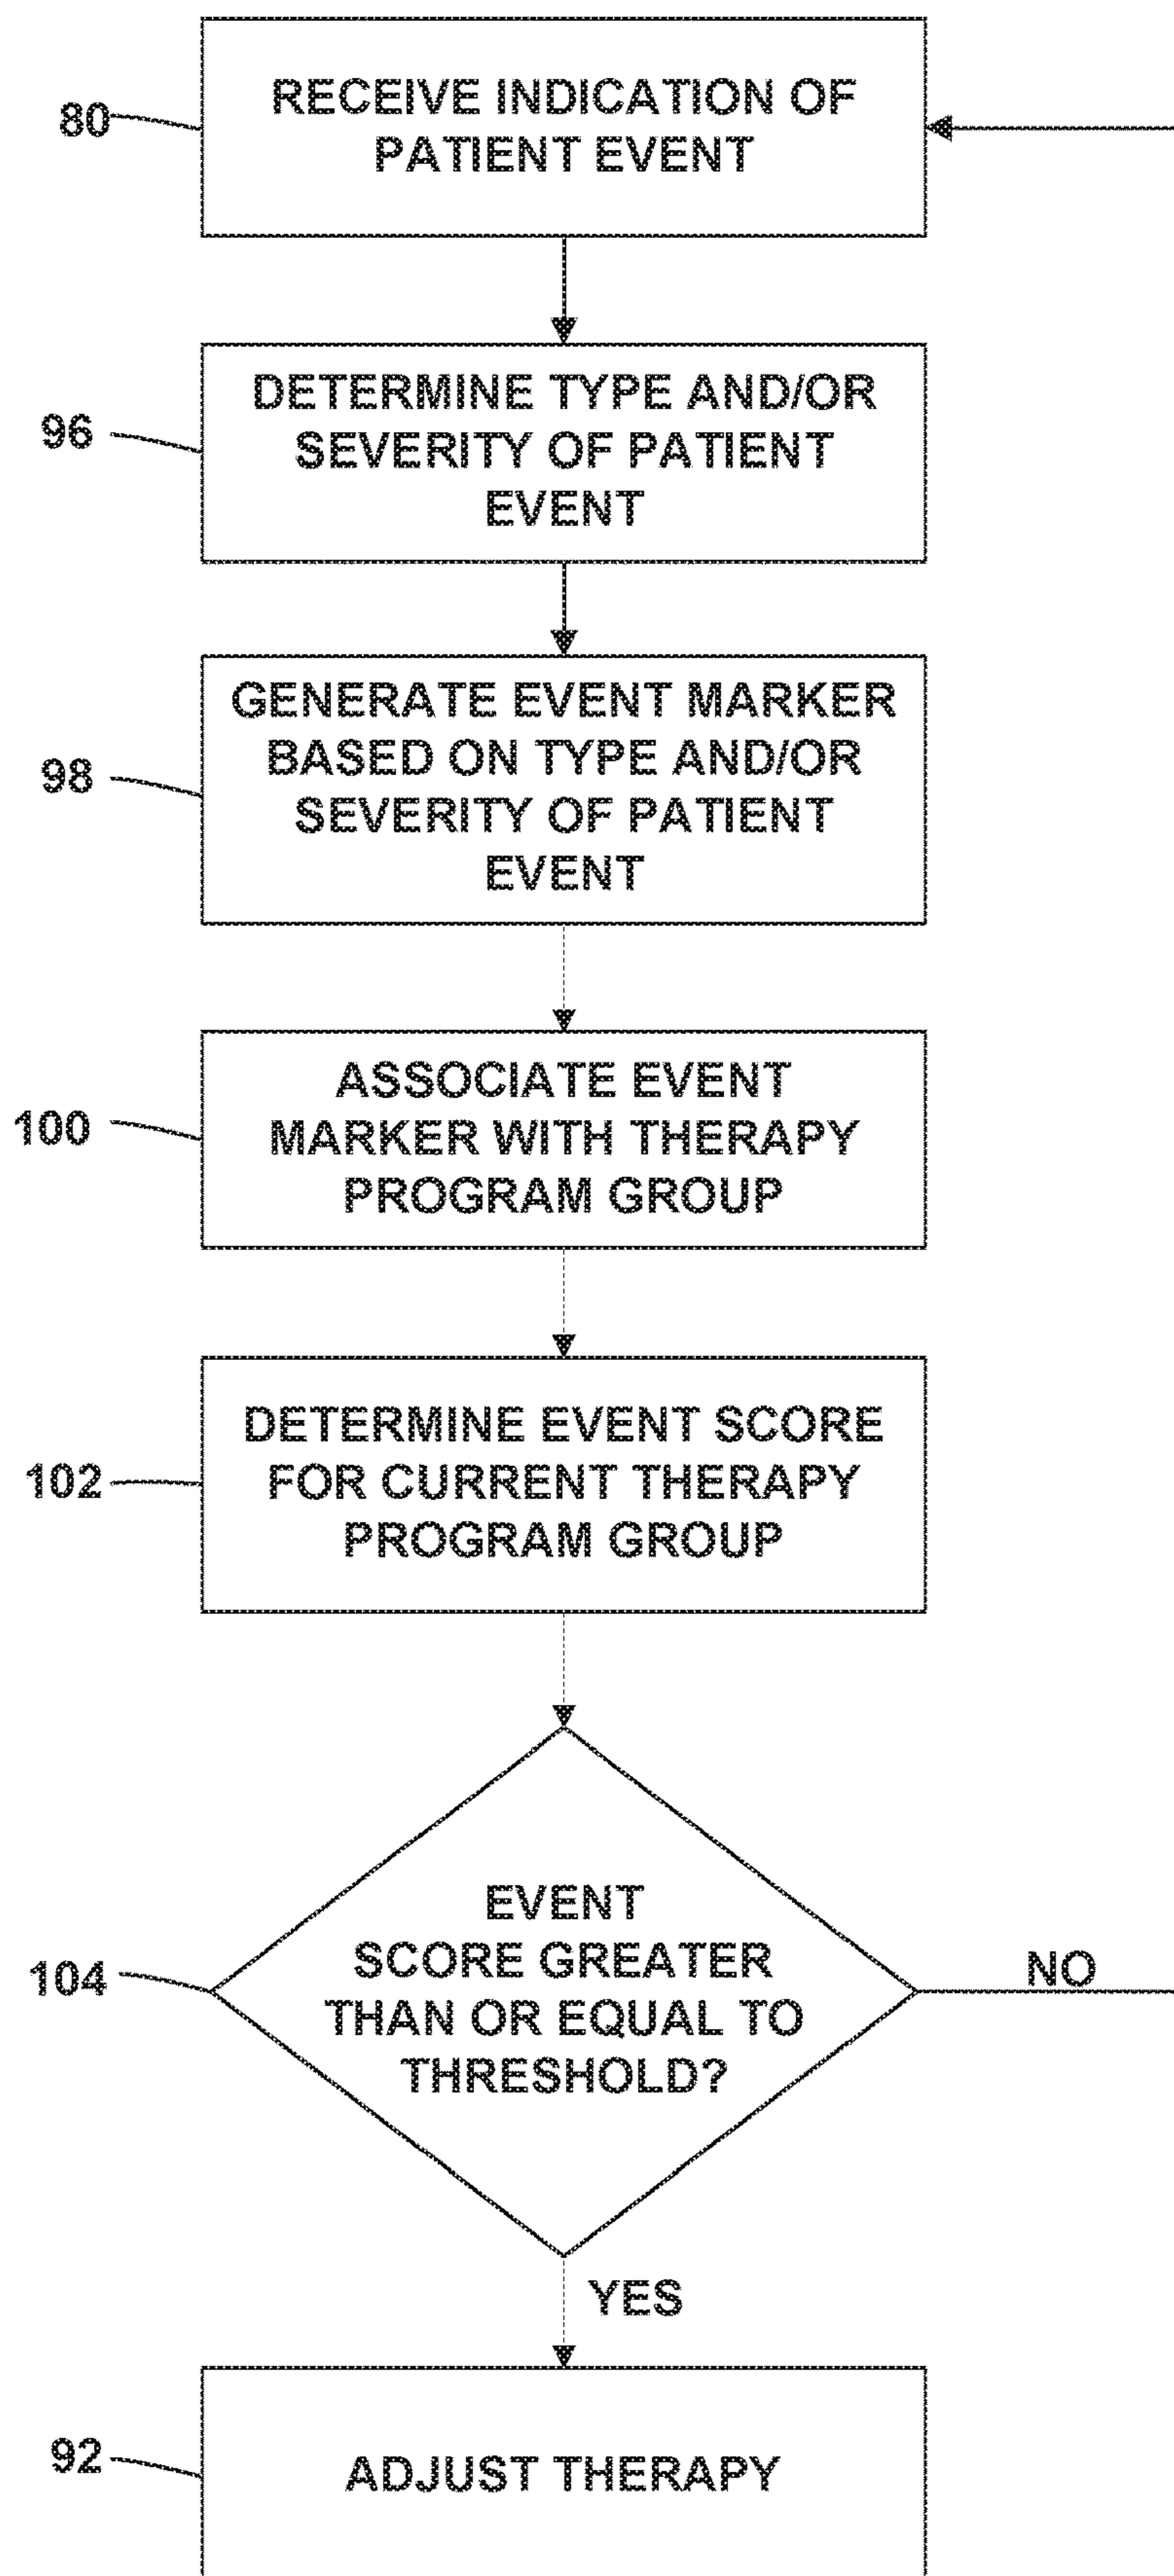 80
RECEIVE INDICATION OF
PATIENT EVENT
96
DETERMINE TYPE AND/OR
SEVERITY OF PATIENT
EVENT
98
GENERATE EVENT MARKER
BASED ON TYPE AND/OR
SEVERITY OF PATIENT
EVENT
100
ASSOCIATE EVENT
MARKER WITH THERAPY
PROGRAM GROUP
102
DETERMINE EVENT SCORE
FOR CURRENT THERAPY
PROGRAM GROUP
104
EVENT
SCORE GREATER
THAN OR EQUAL TO
THRESHOLD?
NO
YES
92
ADJUST THERAPY